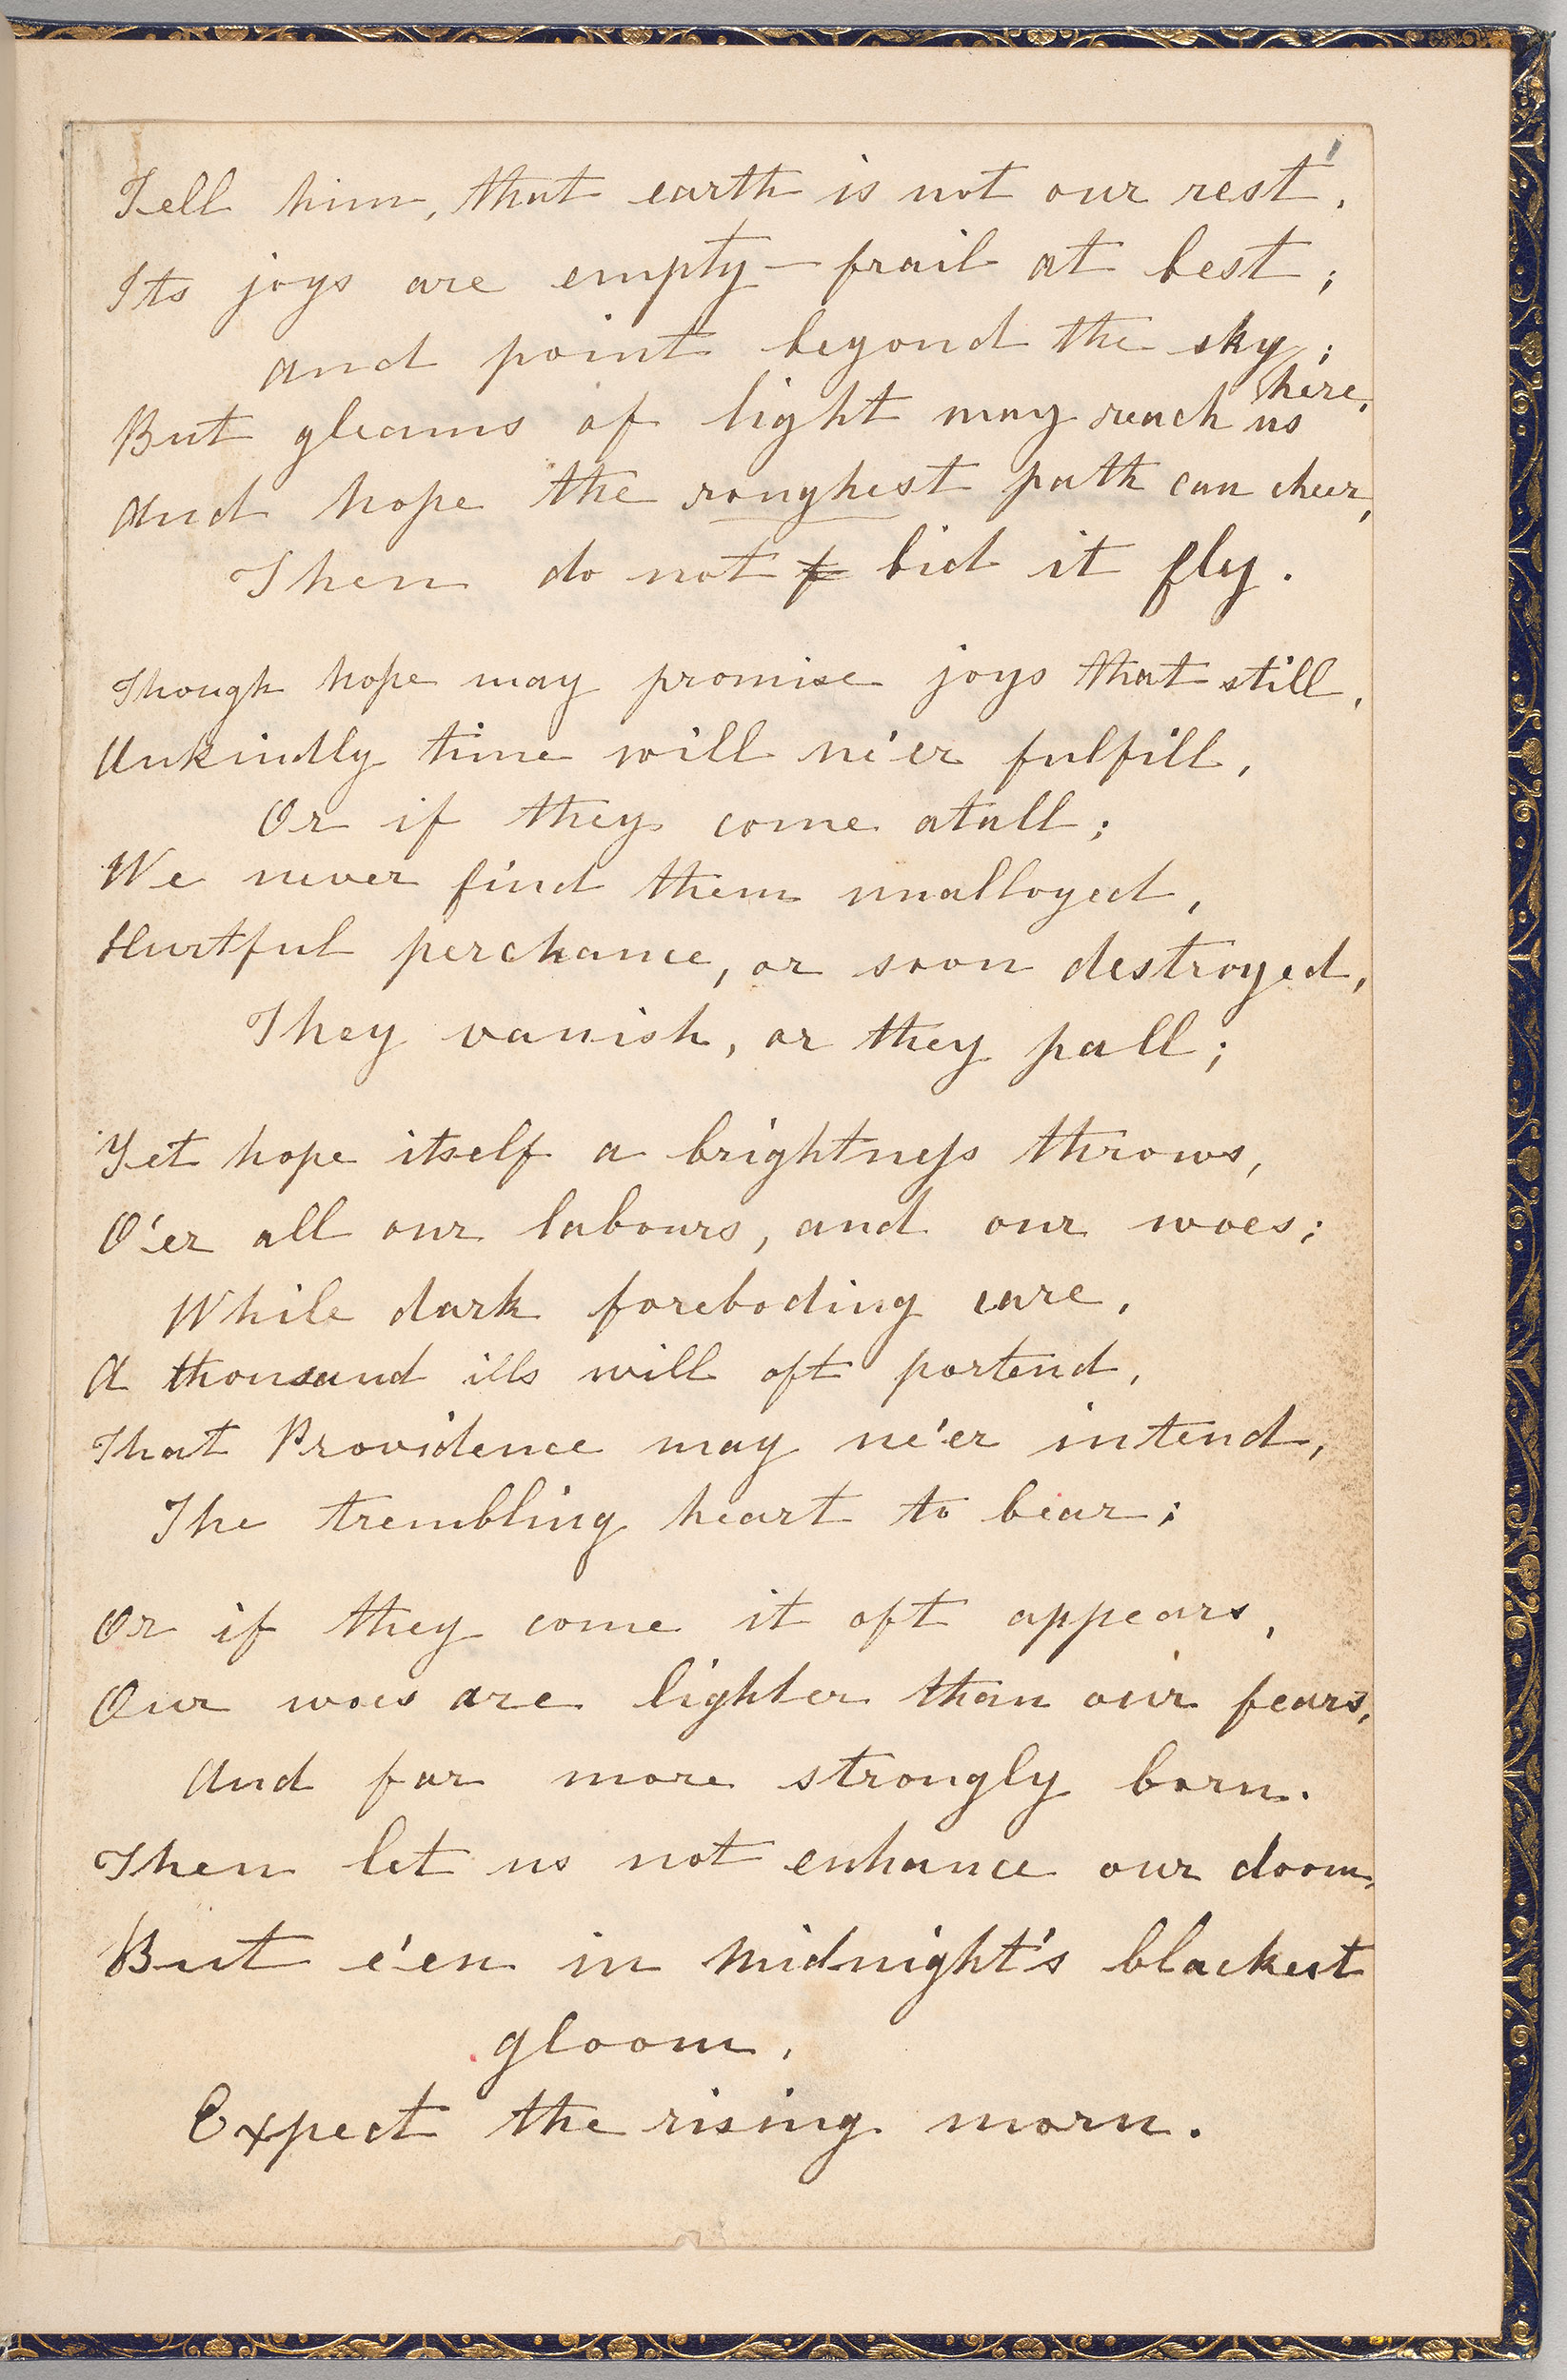 Tell him, that earth is not our rest,
Its joys are empty – frail at best;
and point beyond the sky;
But gleams of light may reach us here,
And hope the roughest path can cheer,
Then do not f bid it fly.
Though hope may promise joys that still,
Unkindly time will ne'er fulfill,
Or if they come atall;
We never find them unalloyed,
Hurtful perchance, or soon destroyed,
They vanish, or they pall;
Yet hope itself a brightneſs throws,
O'er all our labours, and our woes;
While dark foreboding care,
A thousand ills will oft portend,
That Providence may ne'er intend,
The trembling heart to bear;
Or if they come it oft appears,
Our woes are lighter than our fears,
And far more strongly born.
Then let us not enhance our doom,
But e'en in midnight's blackest
gloom,
Expect the rising morn.